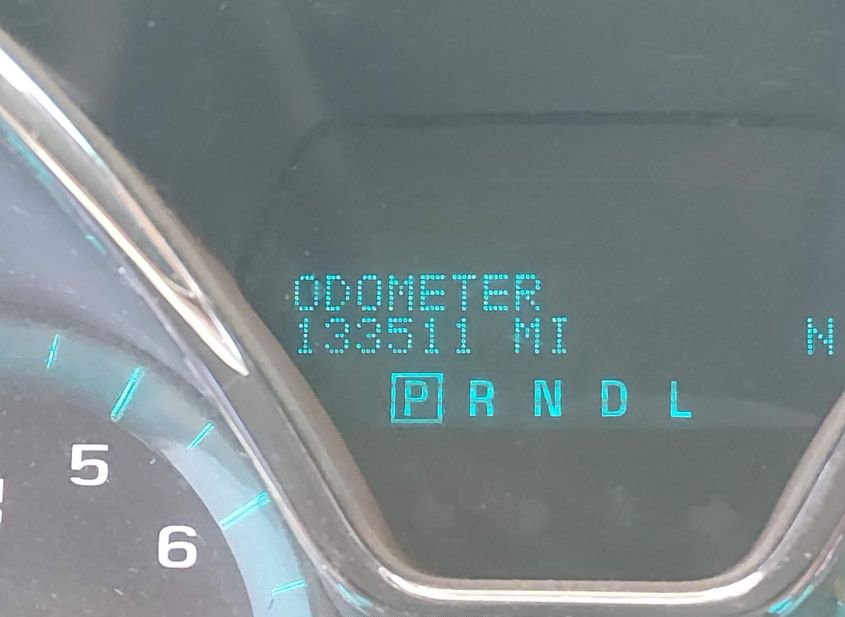 ODOMETER
133511 MI N
P R N D L
5
6